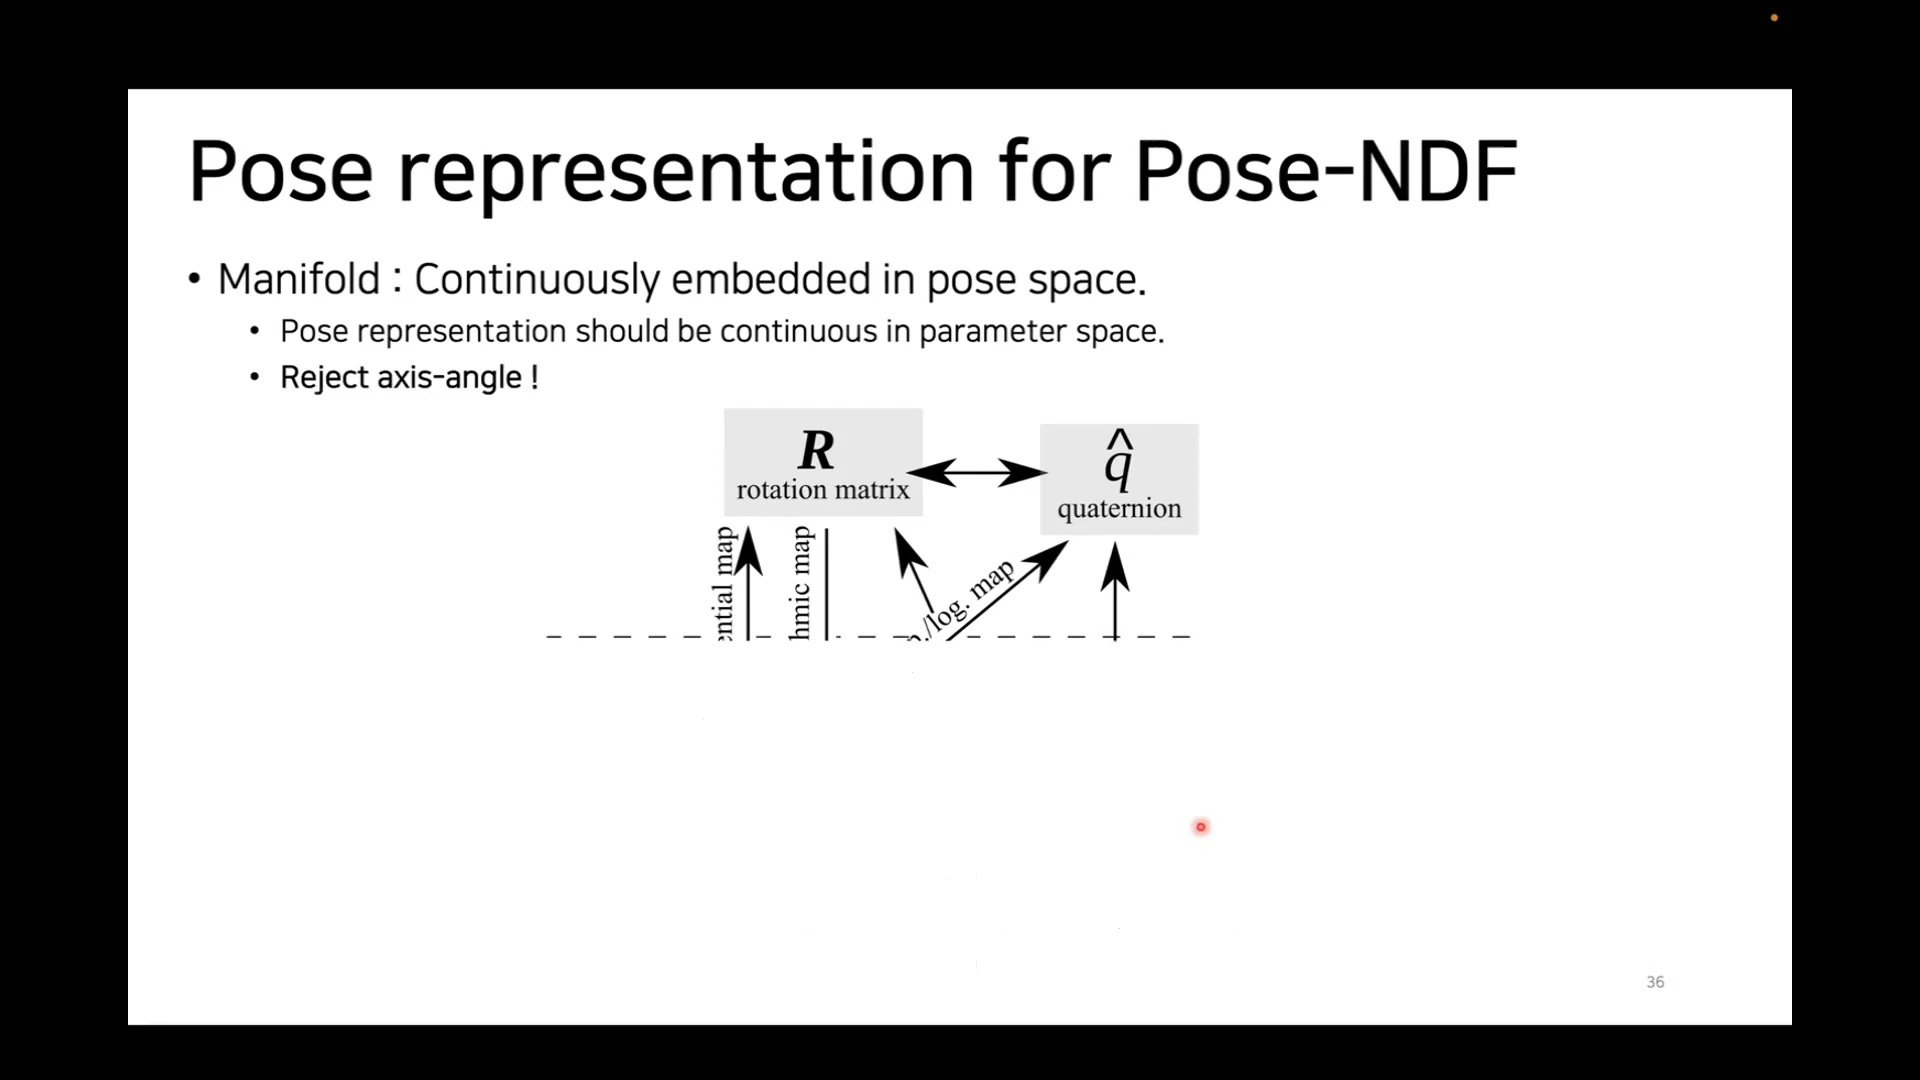 Pose representation for Pose-NDF
• Manifold : Continuously embedded in pose space.
• Pose representation should be continuous in parameter space.
• Reject axis-angle !
R
rotation matrix
q̂
quaternion
map
map
/log. map
36